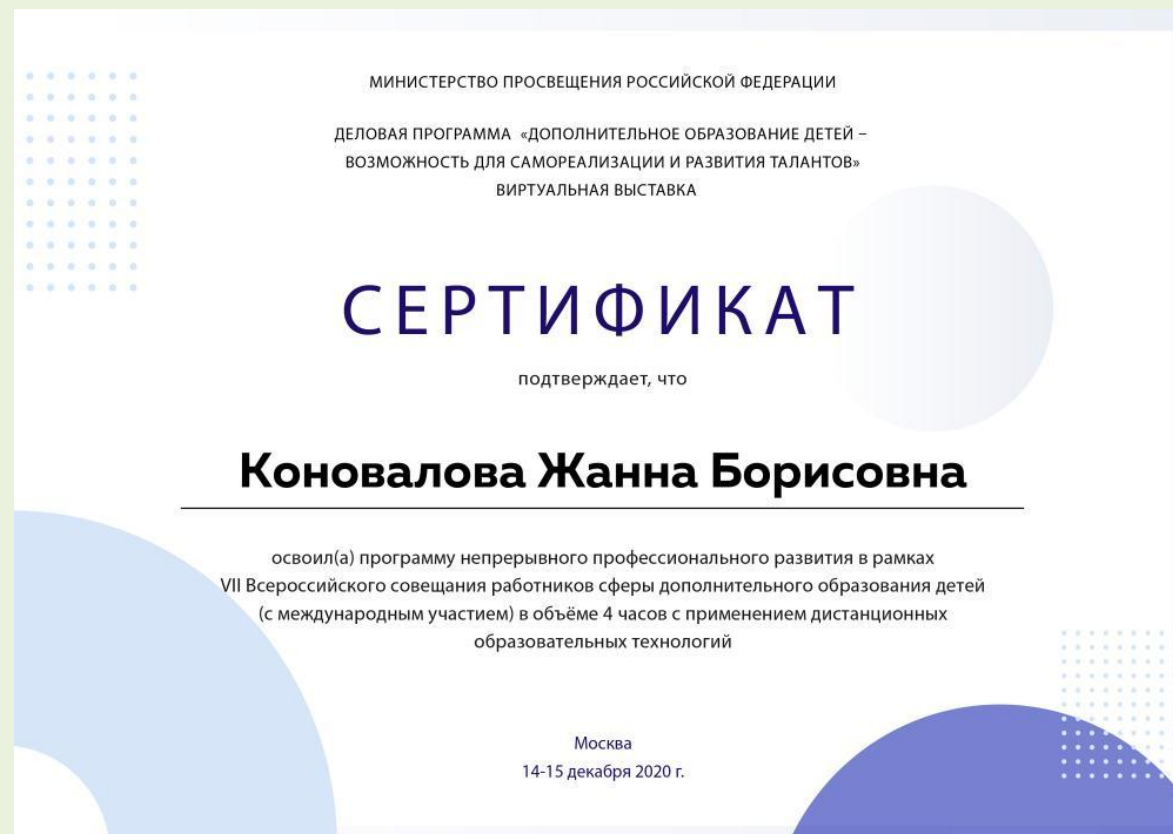 МИНИСТЕРСТВО ПРОСВЕЩЕНИЯ РОССИЙСКОЙ ФЕДЕРАЦИИ
ДЕЛОВАЯ ПРОГРАММА «ДОПОЛНИТЕЛЬНОЕ ОБРАЗОВАНИЕ ДЕТЕЙ –
ВОЗМОЖНОСТЬ ДЛЯ САМОРЕАЛИЗАЦИИ И РАЗВИТИЯ ТАЛАНТОВ»
ВИРТУАЛЬНАЯ ВЫСТАВКА
СЕРТИФИКАТ
подтверждает, что
Коновалова Жанна Борисовна
освоил(а) программу непрерывного профессионального развития в рамках
VII Всероссийского совещания работников сферы дополнительного образования детей
(с международным участием) в объёме 4 часов с применением дистанционных
образовательных технологий
Москва
14-15 декабря 2020 г.